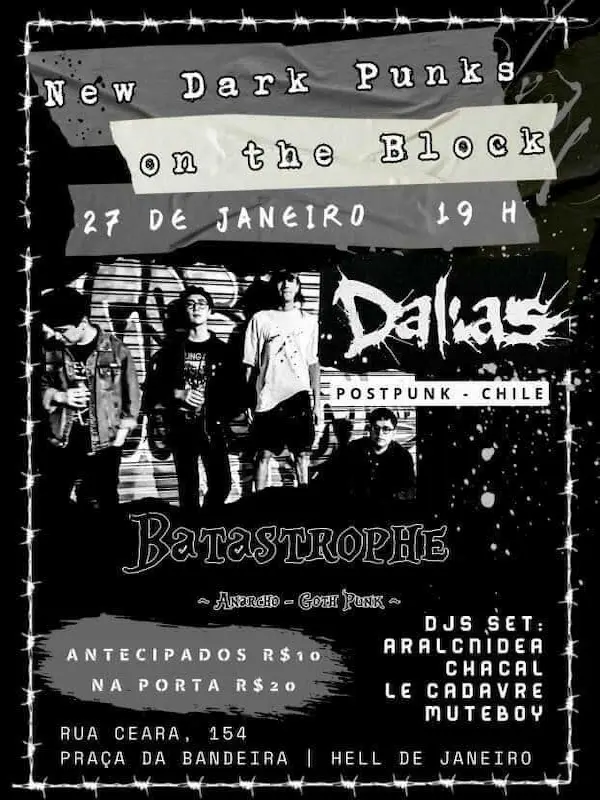 New Dark Punks
on the Block
27 DE JANEIRO 19 H
Dalias
POSTPUNK - CHILE
Batastrophe
~ Anarcho - Goth Punk ~
ANTECIPADOS R$10
NA PORTA R$20
DJS SET:
ARALCNIDEA
CHACAL
LE CADAVRE
MUTEBOY
RUA CEARA, 154
PRAÇA DA BANDEIRA | HELL DE JANEIRO